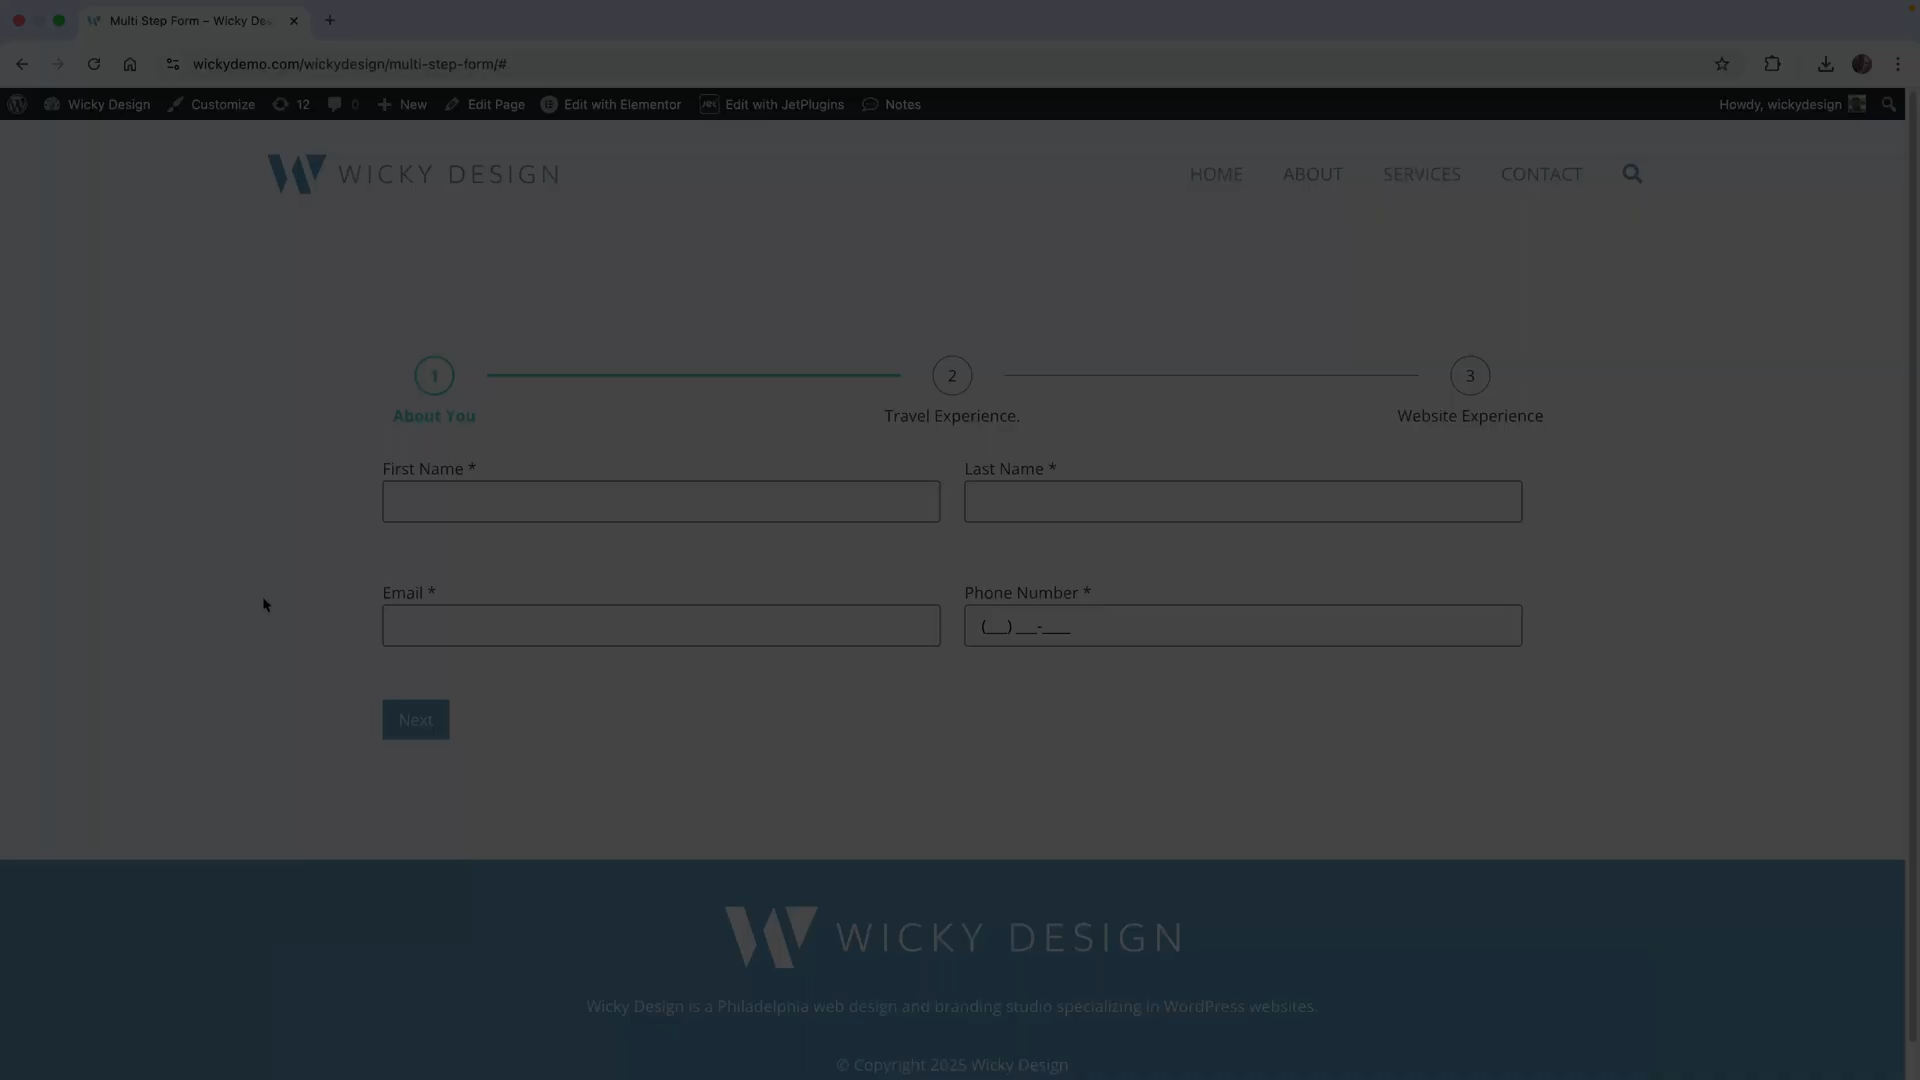 Multi Step Form – Wicky De
wickydemo.com/wickydesign/multi-step-form/#
Wicky Design Customize 12 0 New Edit Page Edit with Elementor Edit with JetPlugins Notes Howdy, wickydesign
WICKY DESIGN HOME ABOUT SERVICES CONTACT
1 2 3
About You Travel Experience. Website Experience
First Name * Last Name *
Email * Phone Number *
(___) ___-____
Next
WICKY DESIGN
Wicky Design is a Philadelphia web design and branding studio specializing in WordPress websites.
© Copyright 2025 Wicky Design